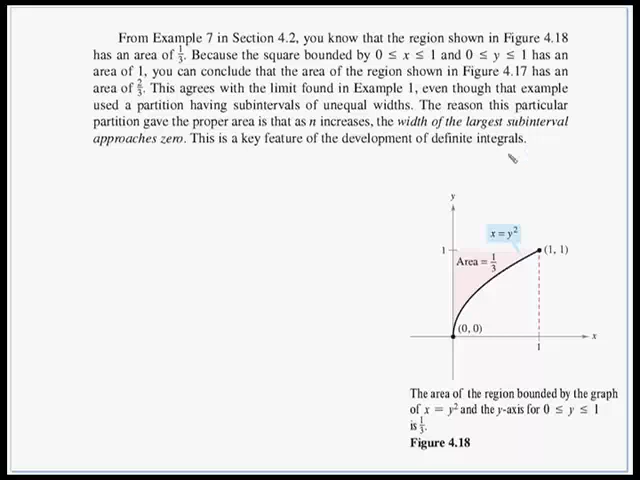 From Example 7 in Section 4.2, you know that the region shown in Figure 4.18
has an area of 1/3. Because the square bounded by 0 ≤ x ≤ 1 and 0 ≤ y ≤ 1 has an
area of 1, you can conclude that the area of the region shown in Figure 4.17 has an
area of 2/3. This agrees with the limit found in Example 1, even though that example
used a partition having subintervals of unequal widths. The reason this particular
partition gave the proper area is that as n increases, the width of the largest subinterval
approaches zero. This is a key feature of the development of definite integrals.
y
x = y²
1
(1, 1)
Area = 1/3
(0, 0)
x
1
The area of the region bounded by the graph
of x = y² and the y-axis for 0 ≤ y ≤ 1
is 1/3.
Figure 4.18